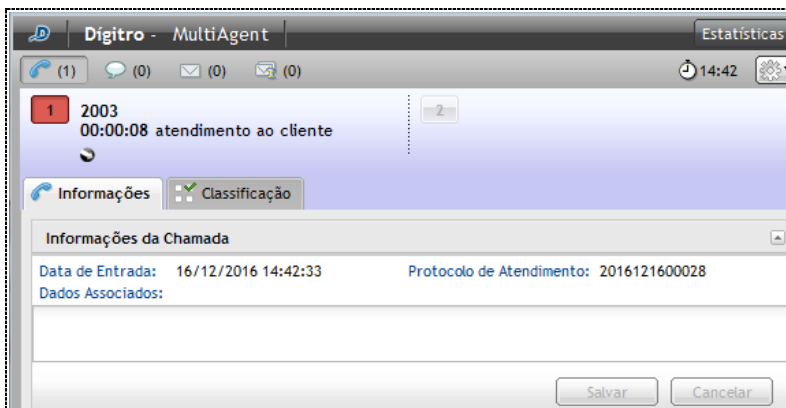 Dígitro - MultiAgent Estatísticas
(1) (0) (0) (0) 14:42
1 2003 2
00:00:08 atendimento ao cliente
Informações Classificação
Informações da Chamada
Data de Entrada: 16/12/2016 14:42:33 Protocolo de Atendimento: 2016121600028
Dados Associados:
Salvar Cancelar